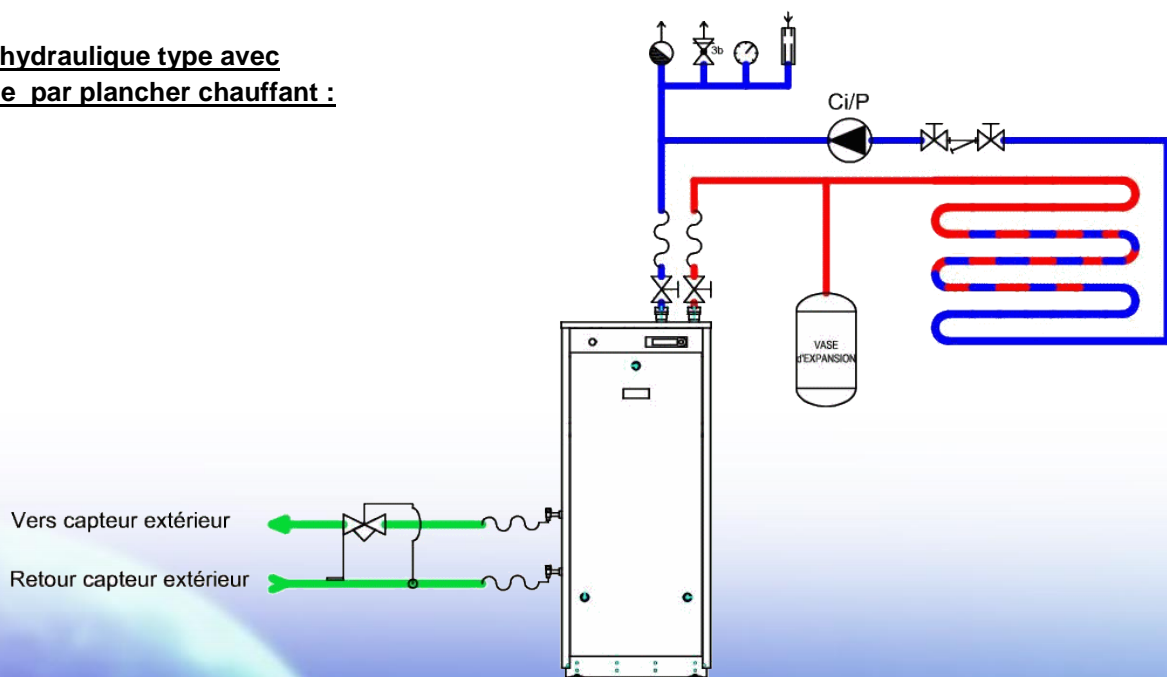 hydraulique type avec
par plancher chauffant :
3b
Ci/P
VASE
d'EXPANSION
Vers capteur extérieur
Retour capteur extérieur